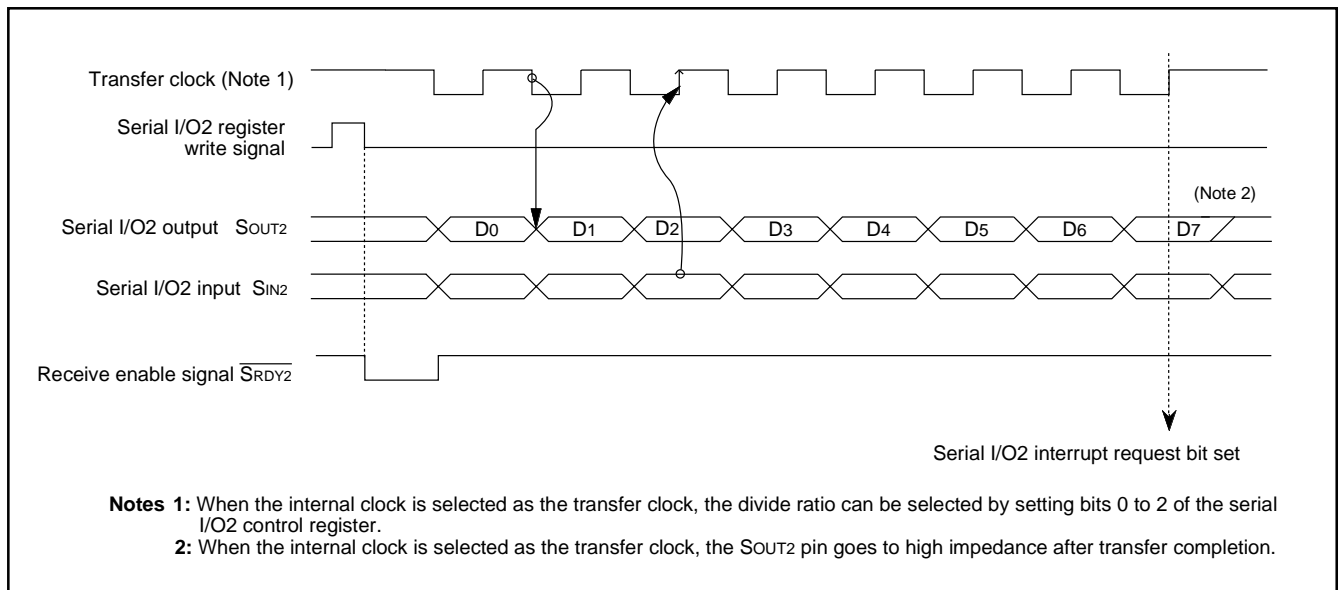 Transfer clock (Note 1)
Serial I/O2 register
write signal
(Note 2)
Serial I/O2 output SOUT2
D0 D1 D2 D3 D4 D5 D6 D7
Serial I/O2 input SIN2
Receive enable signal S̅R̅D̅Y̅2̅
Serial I/O2 interrupt request bit set
Notes 1: When the internal clock is selected as the transfer clock, the divide ratio can be selected by setting bits 0 to 2 of the serial
I/O2 control register.
2: When the internal clock is selected as the transfer clock, the SOUT2 pin goes to high impedance after transfer completion.